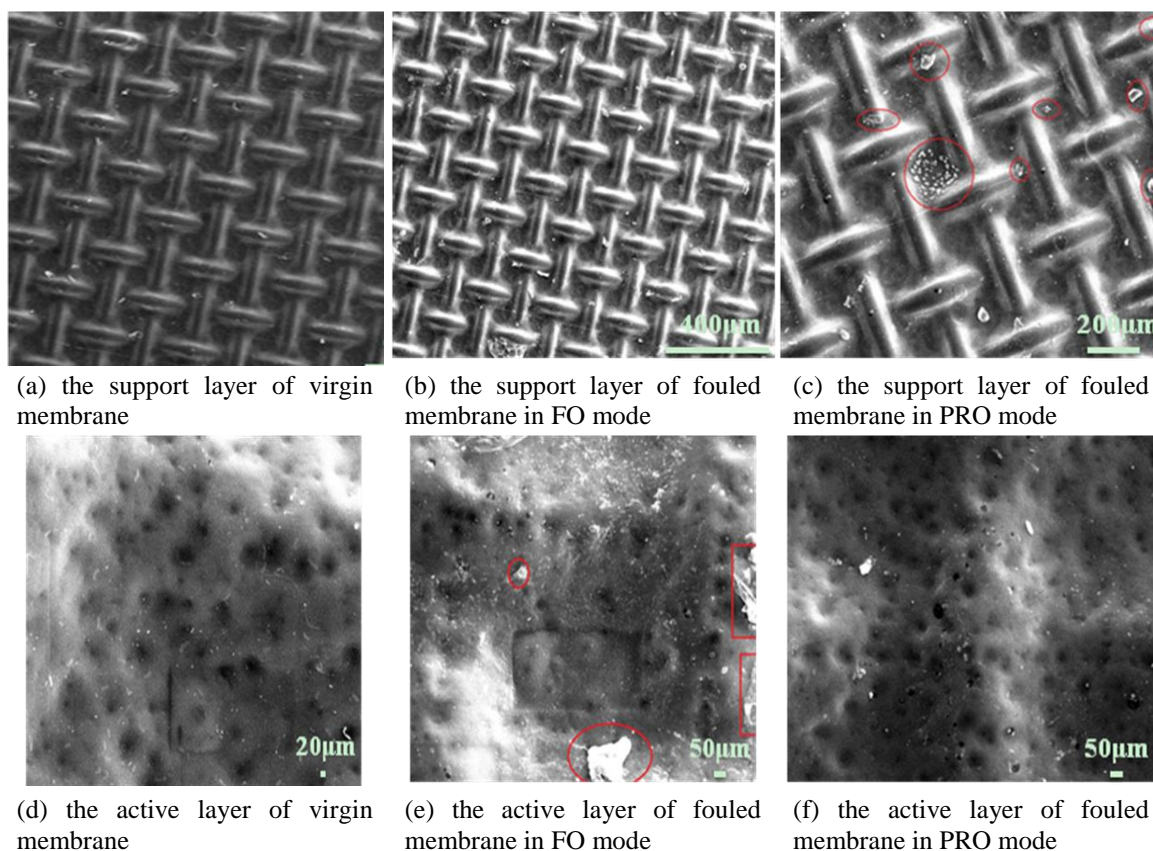 400μm
200μm
(a) the support layer of virgin
membrane
(b) the support layer of fouled
membrane in FO mode
(c) the support layer of fouled
membrane in PRO mode
20μm
50μm
50μm
(d) the active layer of virgin
membrane
(e) the active layer of fouled
membrane in FO mode
(f) the active layer of fouled
membrane in PRO mode